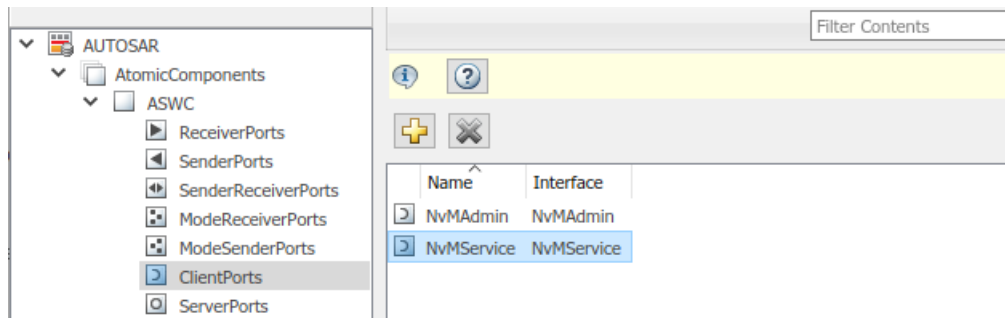 AUTOSAR
AtomicComponents
ASWC
ReceiverPorts
SenderPorts
SenderReceiverPorts
ModeReceiverPorts
ModeSenderPorts
ClientPorts
ServerPorts
Filter Contents
Name Interface
NvMAdmin NvMAdmin
NvMService NvMService